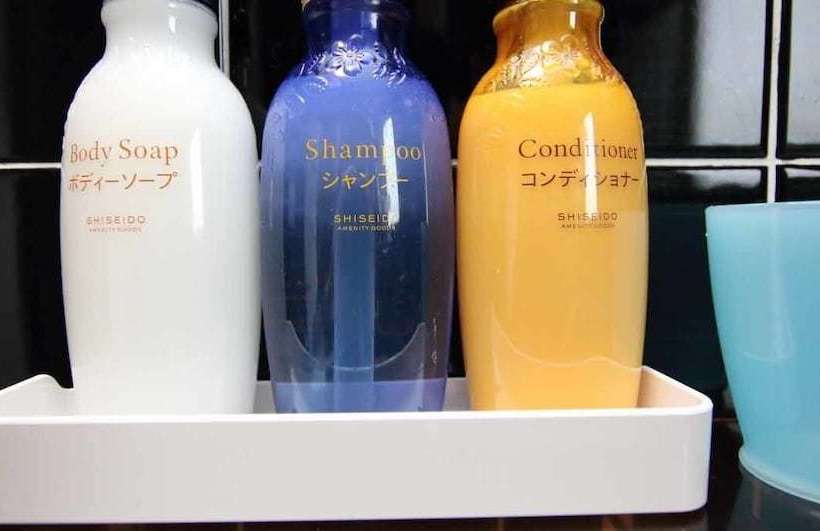 Body Soap
ボディーソープ
SHISEIDO
AMENITY GOODS
Shampoo
シャンプー
SHISEIDO
AMENITY GOODS
Conditioner
コンディショナー
SHISEIDO
AMENITY GOODS